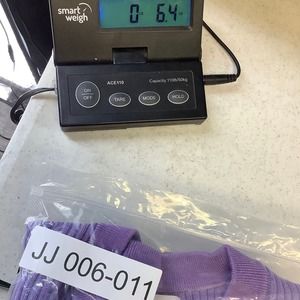 smart
weigh
0 6.4
ACE110
Capacity 110lb/50kg
ON
/OFF
TARE
MODE
HOLD
JJ 006-011